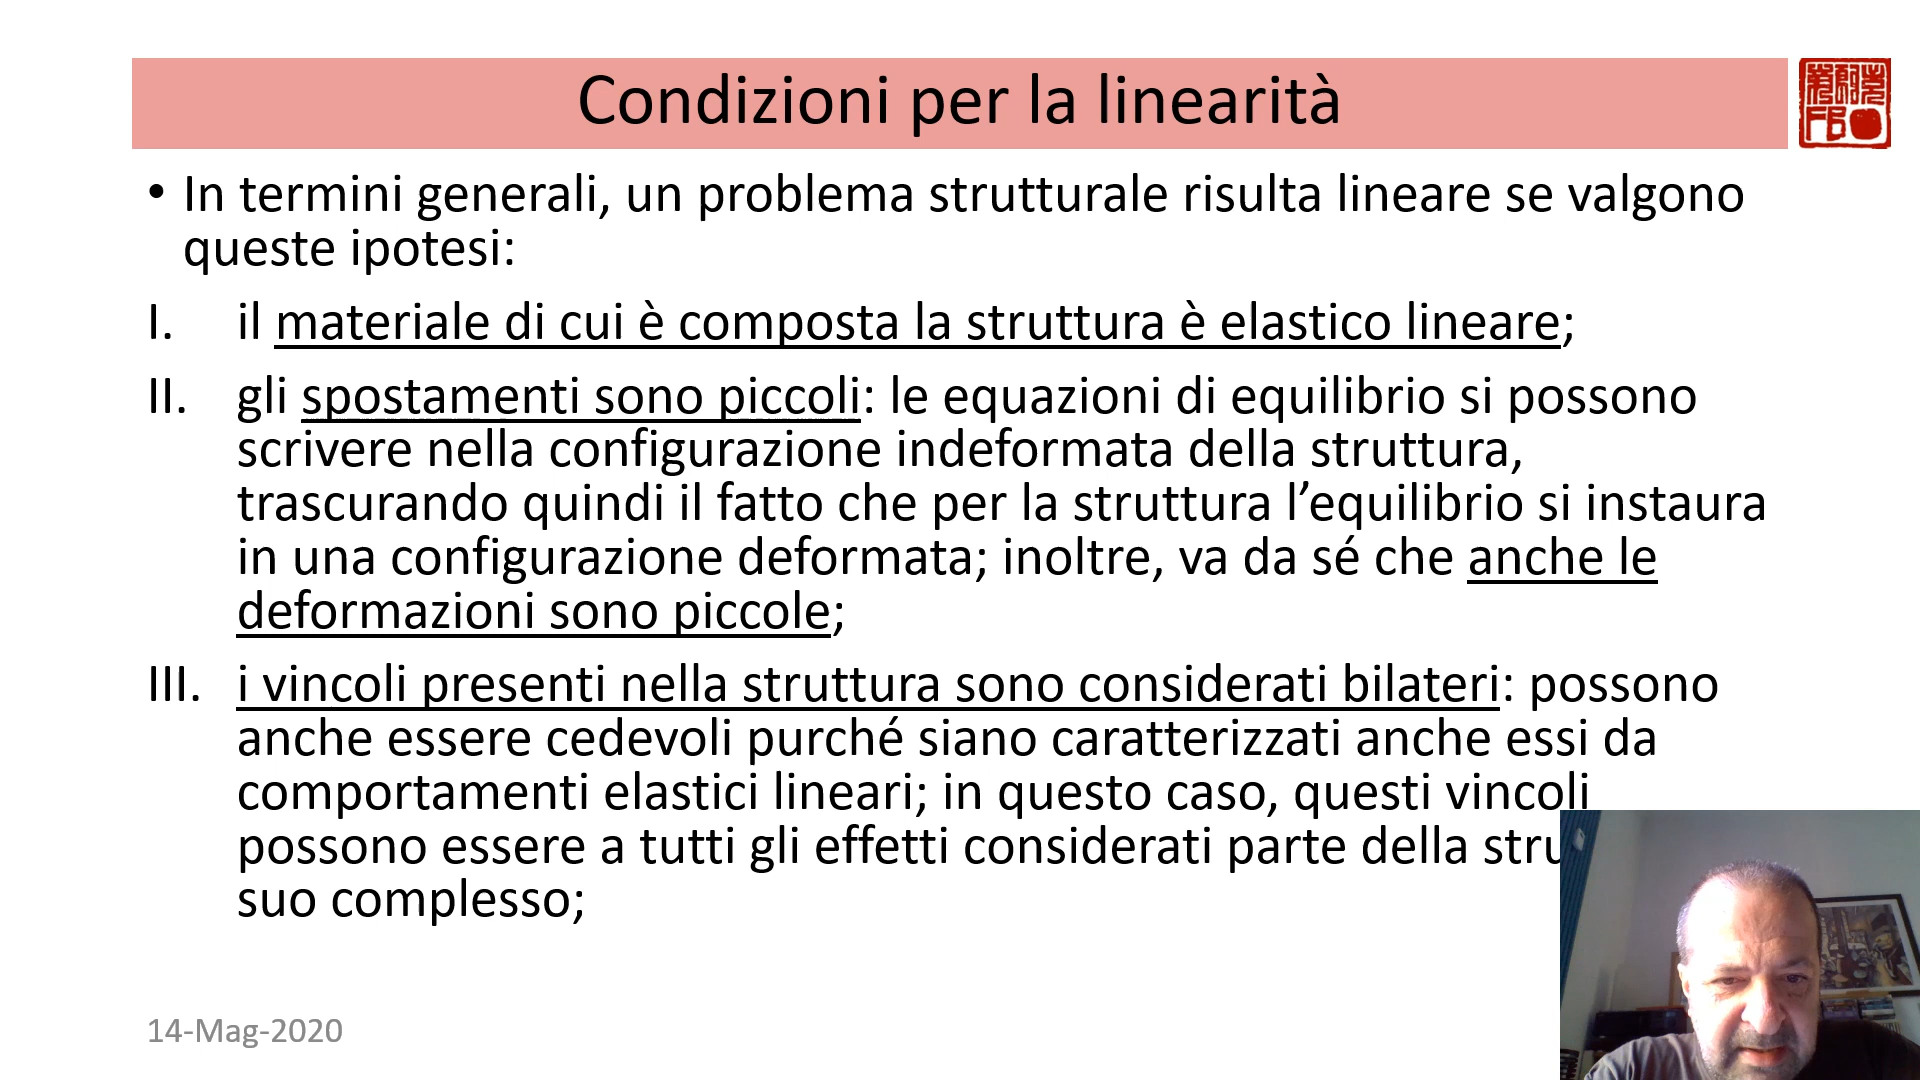 Condizioni per la linearità
• In termini generali, un problema strutturale risulta lineare se valgono
queste ipotesi:
I. il materiale di cui è composta la struttura è elastico lineare;
II. gli spostamenti sono piccoli: le equazioni di equilibrio si possono
scrivere nella configurazione indeformata della struttura,
trascurando quindi il fatto che per la struttura l’equilibrio si instaura
in una configurazione deformata; inoltre, va da sé che anche le
deformazioni sono piccole;
III. i vincoli presenti nella struttura sono considerati bilateri: possono
anche essere cedevoli purché siano caratterizzati anche essi da
comportamenti elastici lineari; in questo caso, questi vincoli
possono essere a tutti gli effetti considerati parte della
suo complesso;
14-Mag-2020
FB